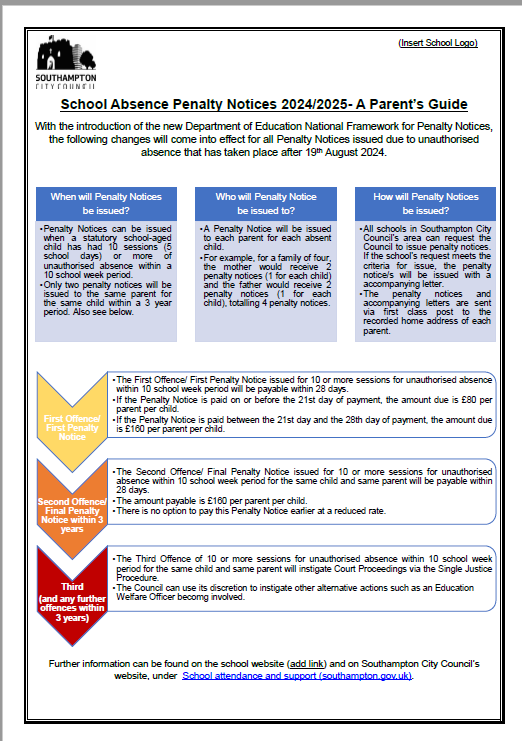 (Insert School Logo)
SOUTHAMPTON
CITY COUNCIL
School Absence Penalty Notices 2024/2025- A Parent's Guide
With the introduction of the new Department of Education National Framework for Penalty Notices,
the following changes will come into effect for all Penalty Notices issued due to unauthorised
absence that has taken place after 19th August 2024.
When will Penalty Notices
be issued?
•Penalty Notices can be issued
when a statutory school-aged
child has had 10 sessions (5
school days) or more of
unauthorised absence within a
10 school week period.
•Only two penalty notices will be
issued to the same parent for
the same child within a 3 year
period. Also see below.
Who will Penalty Notice
be issued to?
•A Penalty Notice will be issued
to each parent for each absent
child.
•For example, for a family of four,
the mother would receive 2
penalty notices (1 for each child)
and the father would receive 2
penalty notices (1 for each
child), totalling 4 penalty notices.
How will Penalty Notices
be issued?
•All schools in Southampton City
Council's area can request the
Council to issue penalty notices.
If the school's request meets the
criteria for issue, the penalty
notice/s will be issued with a
accompanying letter.
•The penalty notices and
accompanying letters are sent
via first class post to the
recorded home address of each
parent.
First Offence/
First Penalty
Notice
•The First Offence/ First Penalty Notice issued for 10 or more sessions for unauthorised absence
within 10 school week period will be payable within 28 days.
•If the Penalty Notice is paid on or before the 21st day of payment, the amount due is £80 per
parent per child.
•If the Penalty Notice is paid between the 21st day and the 28th day of payment, the amount due
is £160 per parent per child.
Second Offence/
Final Penalty
Notice within 3
years
•The Second Offence/ Final Penalty Notice issued for 10 or more sessions for unauthorised
absence within 10 school week period for the same child and same parent will be payable within
28 days.
•The amount payable is £160 per parent per child.
•There is no option to pay this Penalty Notice earlier at a reduced rate.
Third
(and any further
offences within
3 years)
•The Third Offence of 10 or more sessions for unauthorised absence within 10 school week
period for the same child and same parent will instigate Court Proceedings via the Single Justice
Procedure.
•The Council can use its discretion to instigate other alternative actions such as an Education
Welfare Officer becomg involved.
Further information can be found on the school website (add link) and on Southampton City Council's
website, under School attendance and support (southampton.gov.uk).